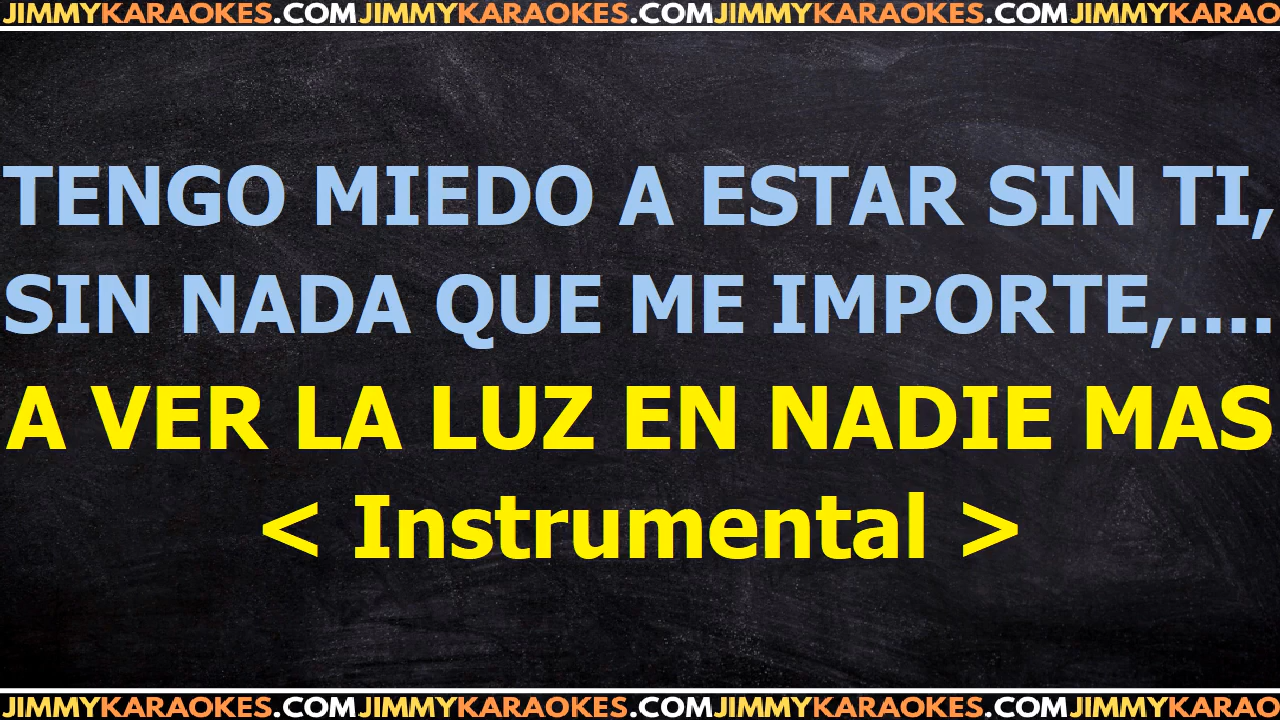 JIMMYKARAOKES.COMJIMMYKARAOKES.COMJIMMYKARAOKES.COMJIMMYKARAO
TENGO MIEDO A ESTAR SIN TI,
SIN NADA QUE ME IMPORTE,....
A VER LA LUZ EN NADIE MAS
< Instrumental >
JIMMYKARAOKES.COMJIMMYKARAOKES.COMJIMMYKARAOKES.COMJIMMYKARAO